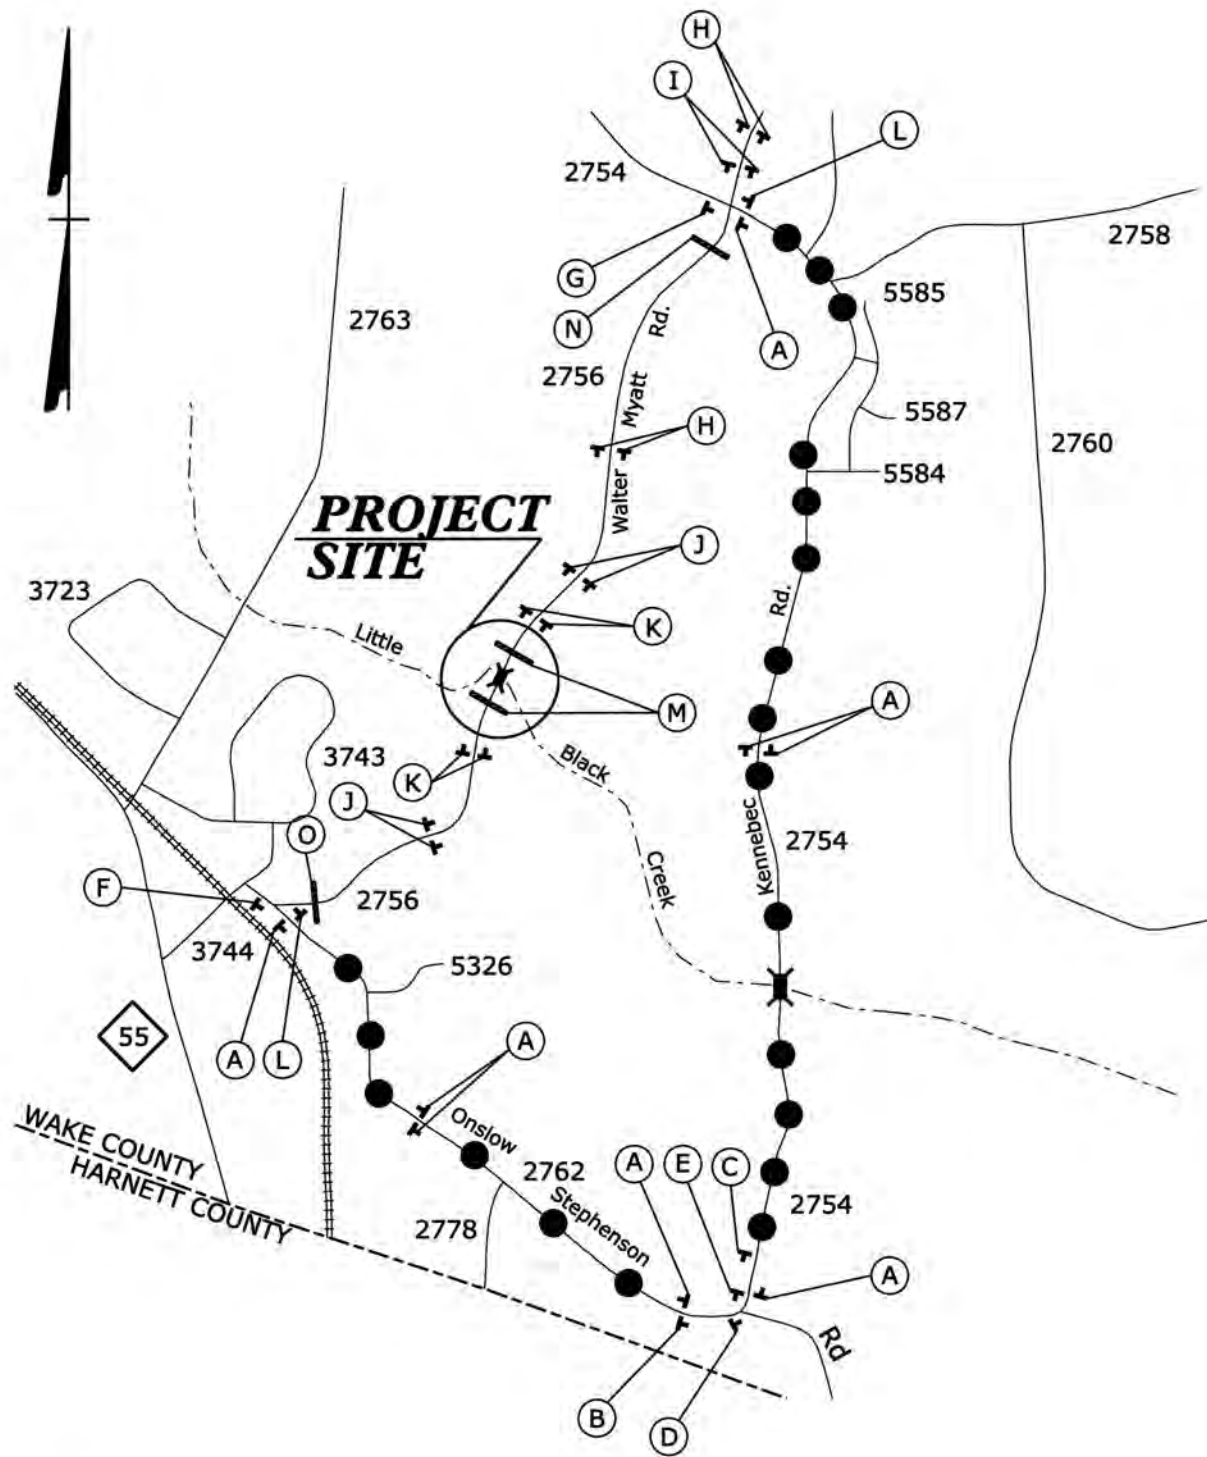 H
I
L
2754
2758
G
5585
N
A
2763
Rd.
2756
Myatt
5587
H
2760
5584
Walter
PROJECT
SITE
J
3723
Rd.
K
Little
A
M
3743
Black
K
J
Kennebec
2754
O
Creek
F
2756
3744
5326
55
A
L
A
WAKE COUNTY
HARNETT COUNTY
Onslow
2762
A
E
C
Stephenson
2754
2778
A
Rd
B
D